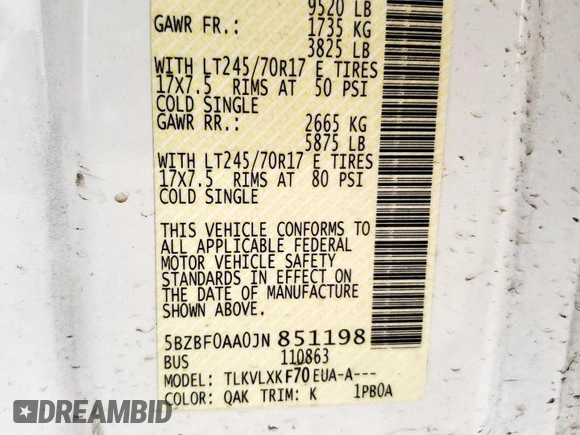 9520 LB
GAWR FR.: 1735 KG
3825 LB
WITH LT245/70R17 E TIRES
17X7.5 RIMS AT 50 PSI
COLD SINGLE
GAWR RR.: 2665 KG
5875 LB
WITH LT245/70R17 E TIRES
17X7.5 RIMS AT 80 PSI
COLD SINGLE
THIS VEHICLE CONFORMS TO
ALL APPLICABLE FEDERAL
MOTOR VEHICLE SAFETY
STANDARDS IN EFFECT ON
THE DATE OF MANUFACTURE
SHOWN ABOVE.
5BZBF0AA0JN 851198
BUS 110863
MODEL: TLKVLXKF70EUA-A---
COLOR: QAK TRIM: K 1PB0A
DREAMBID